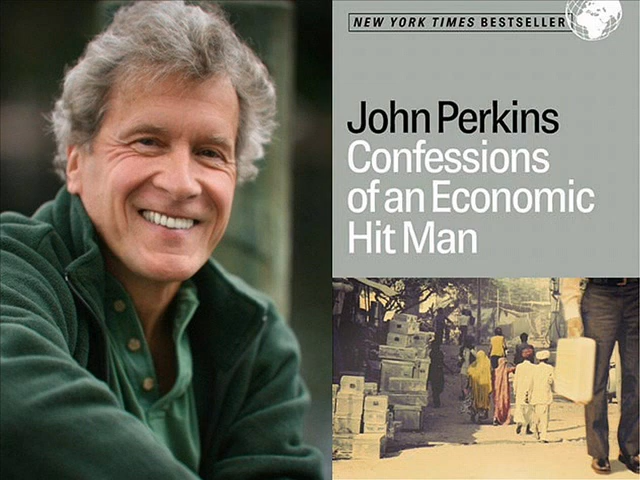 NEW YORK TIMES BESTSELLER
John Perkins
Confessions
of an Economic
Hit Man